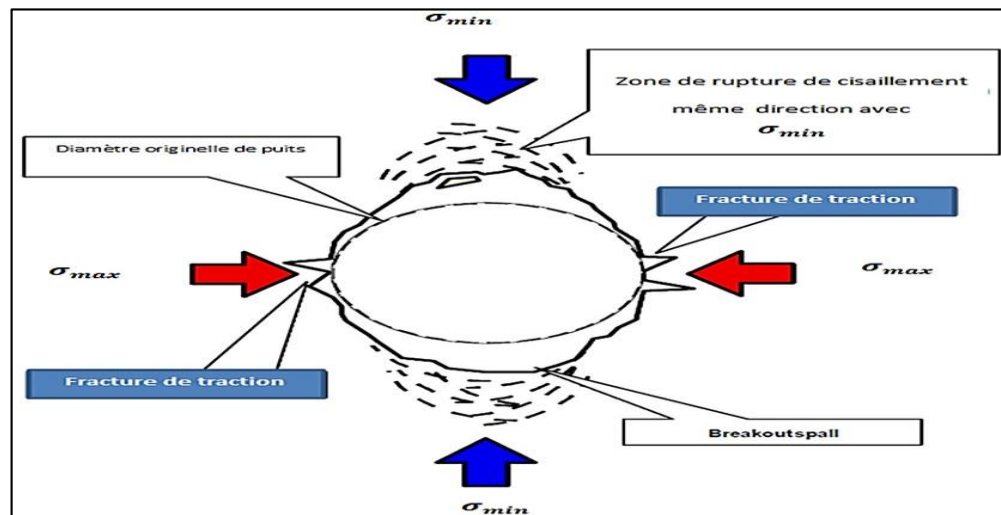 σmin
Zone de rupture de cisaillement
même direction avec
σmin
Diamètre originelle de puits
Fracture de traction
σmax
σmax
Fracture de traction
Breakoutspall
σmin